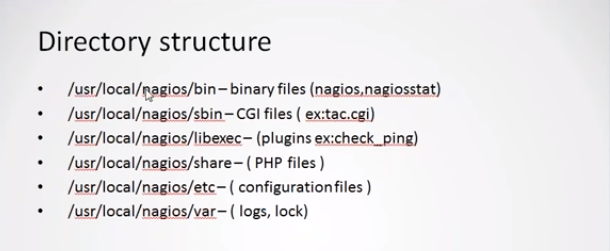 Directory structure
• /usr/local/nagios/bin – binary files (nagios,nagiosstat)
• /usr/local/nagios/sbin – CGI files ( ex:tac.cgi)
• /usr/local/nagios/libexec – (plugins ex:check_ping)
• /usr/local/nagios/share – ( PHP files )
• /usr/local/nagios/etc – ( configuration files )
• /usr/local/nagios/var – ( logs, lock)